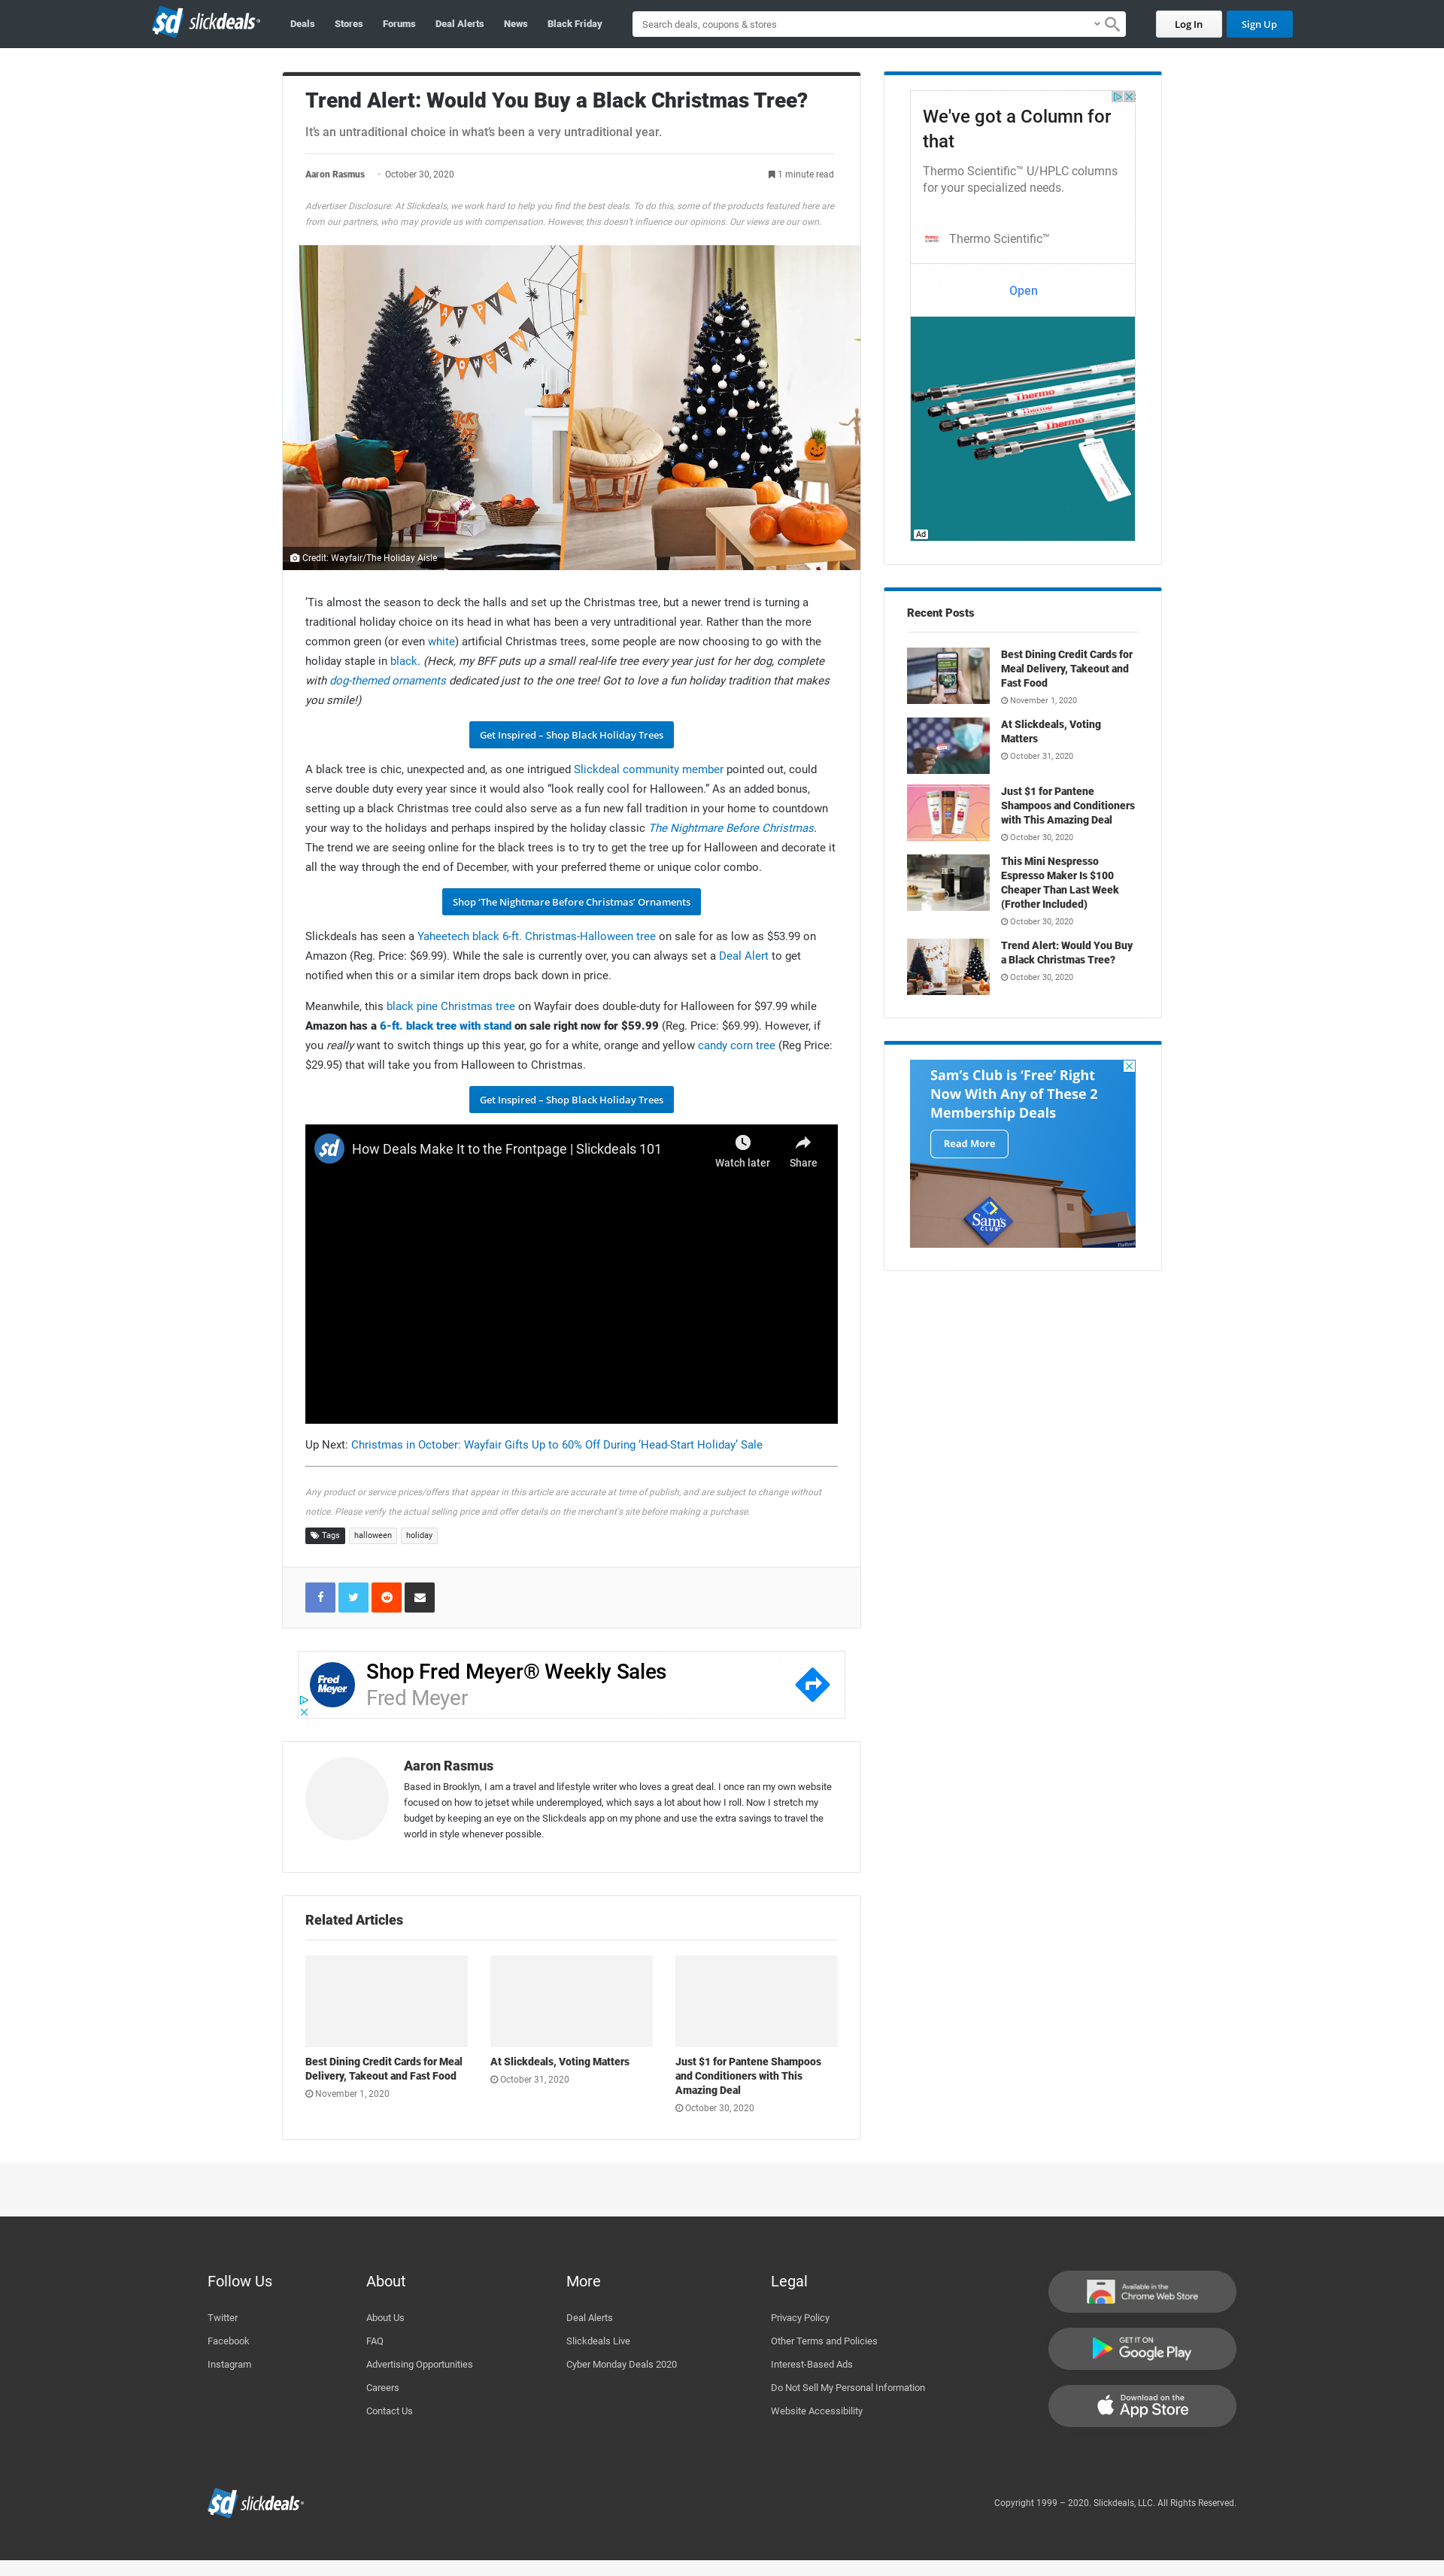 slickdeals
Deals
Stores
Forums
Deal Alerts
News
Black Friday
Search deals, coupons & stores
Log In
Sign Up
Trend Alert: Would You Buy a Black Christmas Tree?
It's an untraditional choice in what's been a very untraditional year.
Aaron Rasmus · October 30, 2020
1 minute read
Advertiser Disclosure: At Slickdeals, we work hard to help you find the best deals. To do this, some of the products featured here are
from our partners, who may provide us with compensation. However, this doesn't influence our opinions. Our views are our own.
HAPPY
Credit: Wayfair/The Holiday Aisle
'Tis almost the season to deck the halls and set up the Christmas tree, but a newer trend is turning a
traditional holiday choice on its head in what has been a very untraditional year. Rather than the more
common green (or even white) artificial Christmas trees, some people are now choosing to go with the
holiday staple in black. (Heck, my BFF puts up a small real-life tree every year just for her dog, complete
with dog-themed ornaments dedicated just to the one tree! Got to love a fun holiday tradition that makes
you smile!)
Get Inspired – Shop Black Holiday Trees
A black tree is chic, unexpected and, as one intrigued Slickdeal community member pointed out, could
serve double duty every year since it would also “look really cool for Halloween.” As an added bonus,
setting up a black Christmas tree could also serve as a fun new fall tradition in your home to countdown
your way to the holidays and perhaps inspired by the holiday classic The Nightmare Before Christmas.
The trend we are seeing online for the black trees is to try to get the tree up for Halloween and decorate it
all the way through the end of December, with your preferred theme or unique color combo.
Shop ‘The Nightmare Before Christmas’ Ornaments
Slickdeals has seen a Yaheetech black 6-ft. Christmas-Halloween tree on sale for as low as $53.99 on
Amazon (Reg. Price: $69.99). While the sale is currently over, you can always set a Deal Alert to get
notified when this or a similar item drops back down in price.
Meanwhile, this black pine Christmas tree on Wayfair does double-duty for Halloween for $97.99 while
Amazon has a 6-ft. black tree with stand on sale right now for $59.99 (Reg. Price: $69.99). However, if
you really want to switch things up this year, go for a white, orange and yellow candy corn tree (Reg Price:
$29.95) that will take you from Halloween to Christmas.
Get Inspired – Shop Black Holiday Trees
How Deals Make It to the Frontpage | Slickdeals 101
Watch later
Share
Up Next: Christmas in October: Wayfair Gifts Up to 60% Off During ‘Head-Start Holiday’ Sale
Any product or service prices/offers that appear in this article are accurate at time of publish, and are subject to change without
notice. Please verify the actual selling price and offer details on the merchant's site before making a purchase.
Tags
halloween
holiday
Fred Meyer
Shop Fred Meyer® Weekly Sales
Fred Meyer
Aaron Rasmus
Based in Brooklyn, I am a travel and lifestyle writer who loves a great deal. I once ran my own website
focused on how to jetset while underemployed, which says a lot about how I roll. Now I stretch my
budget by keeping an eye on the Slickdeals app on my phone and use the extra savings to travel the
world in style whenever possible.
Related Articles
Best Dining Credit Cards for Meal
Delivery, Takeout and Fast Food
November 1, 2020
At Slickdeals, Voting Matters
October 31, 2020
Just $1 for Pantene Shampoos
and Conditioners with This
Amazing Deal
October 30, 2020
We've got a Column for
that
Thermo Scientific™ U/HPLC columns
for your specialized needs.
Thermo Scientific™
Open
Thermo
Thermo
Thermo
Thermo
Ad
Recent Posts
Best Dining Credit Cards for
Meal Delivery, Takeout and
Fast Food
November 1, 2020
At Slickdeals, Voting
Matters
October 31, 2020
Just $1 for Pantene
Shampoos and Conditioners
with This Amazing Deal
October 30, 2020
This Mini Nespresso
Espresso Maker Is $100
Cheaper Than Last Week
(Frother Included)
October 30, 2020
Trend Alert: Would You Buy
a Black Christmas Tree?
October 30, 2020
Sam's Club is ‘Free’ Right
Now With Any of These 2
Membership Deals
Read More
Sam's
CLUB
Follow Us
Twitter
Facebook
Instagram
About
About Us
FAQ
Advertising Opportunities
Careers
Contact Us
More
Deal Alerts
Slickdeals Live
Cyber Monday Deals 2020
Legal
Privacy Policy
Other Terms and Policies
Interest-Based Ads
Do Not Sell My Personal Information
Website Accessibility
Available in the
Chrome Web Store
GET IT ON
Google Play
Download on the
App Store
slickdeals
Copyright 1999 – 2020. Slickdeals, LLC. All Rights Reserved.